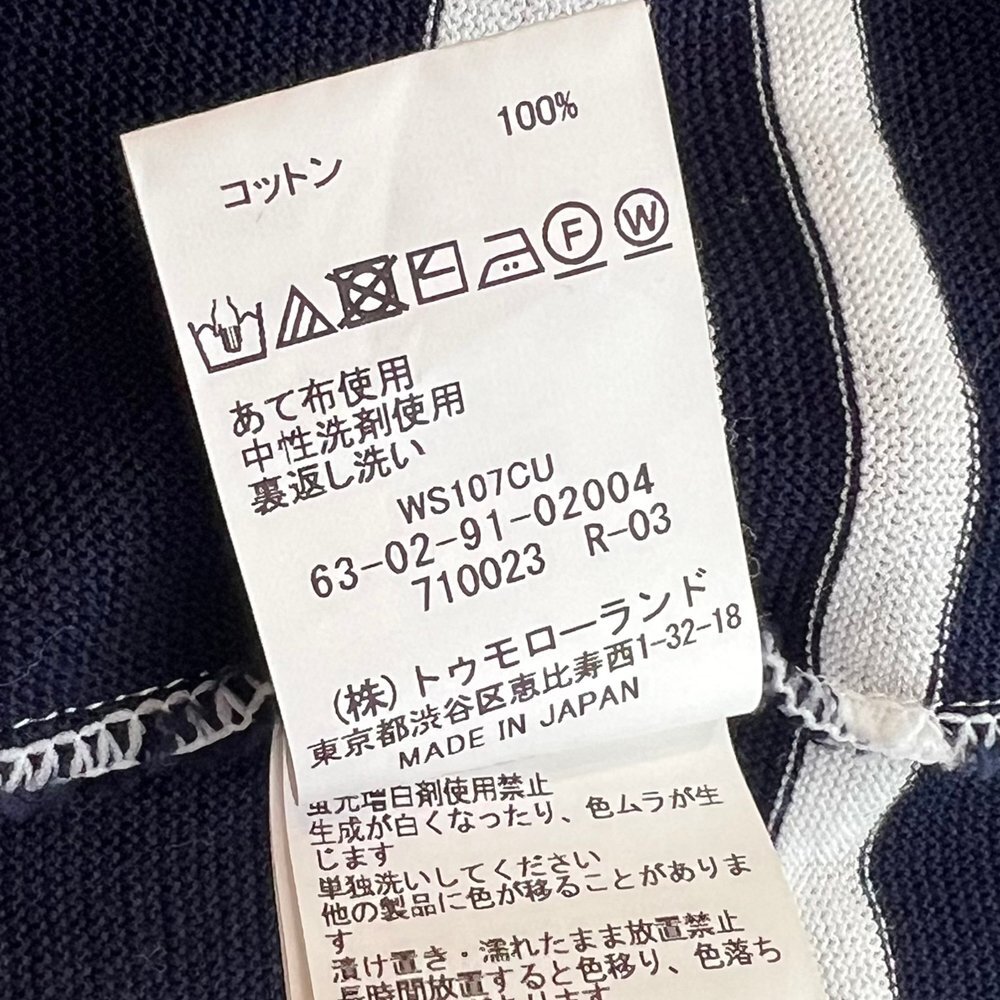 100%
コットン
F W
あて布使用
中性洗剤使用
裏返し洗い
WS107CU
63-02-91-02004
710023 R-03
(株)トゥモローランド
東京都渋谷区恵比寿西1-32-18
MADE IN JAPAN
増白剤使用禁止
生成が白くなったり、色ムラが生
じます
単独洗いしてください
他の製品に色が移ることがありま
す
漬け置き・濡れたまま放置禁止
長時間放置すると色移り、色落ち